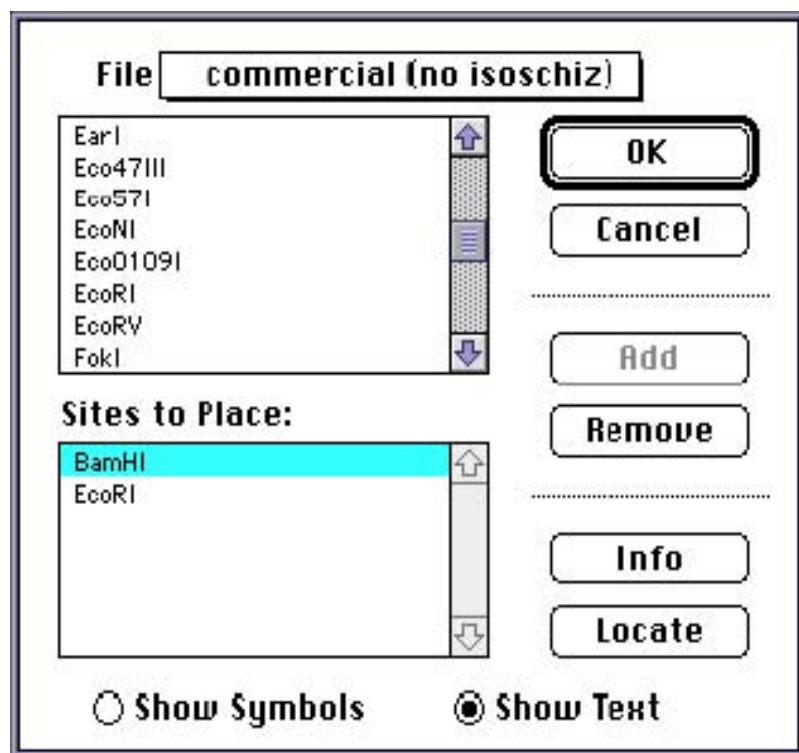 File commercial (no isoschiz)
EarI
Eco47III
Eco57I
EcoNI
EcoO109I
EcoRI
EcoRV
FokI
OK
Cancel
Add
Sites to Place:
Remove
BamHI
EcoRI
Info
Locate
Show Symbols
Show Text